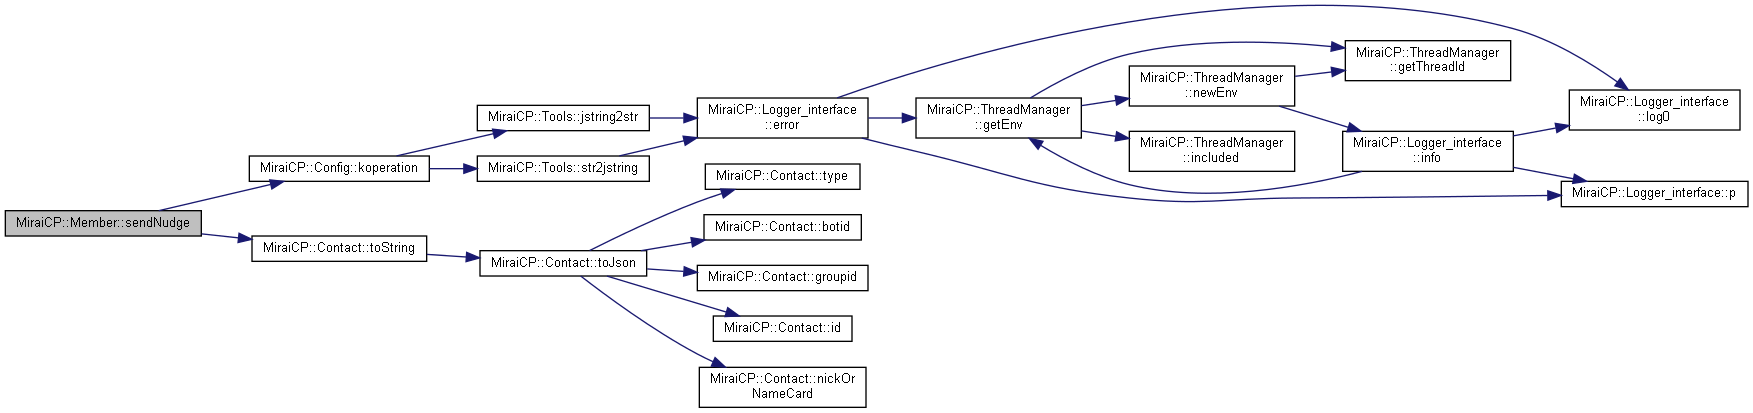 MiraiCP::Member::sendNudge
MiraiCP::Config::koperation
MiraiCP::Contact::toString
MiraiCP::Tools::jstring2str
MiraiCP::Tools::str2jstring
MiraiCP::Contact::toJson
MiraiCP::Logger_interface
::error
MiraiCP::Contact::type
MiraiCP::Contact::botid
MiraiCP::Contact::groupid
MiraiCP::Contact::id
MiraiCP::Contact::nickOr
NameCard
MiraiCP::ThreadManager
::getEnv
MiraiCP::ThreadManager
::newEnv
MiraiCP::ThreadManager
::included
MiraiCP::ThreadManager
::getThreadId
MiraiCP::Logger_interface
::info
MiraiCP::Logger_interface
::log0
MiraiCP::Logger_interface::p